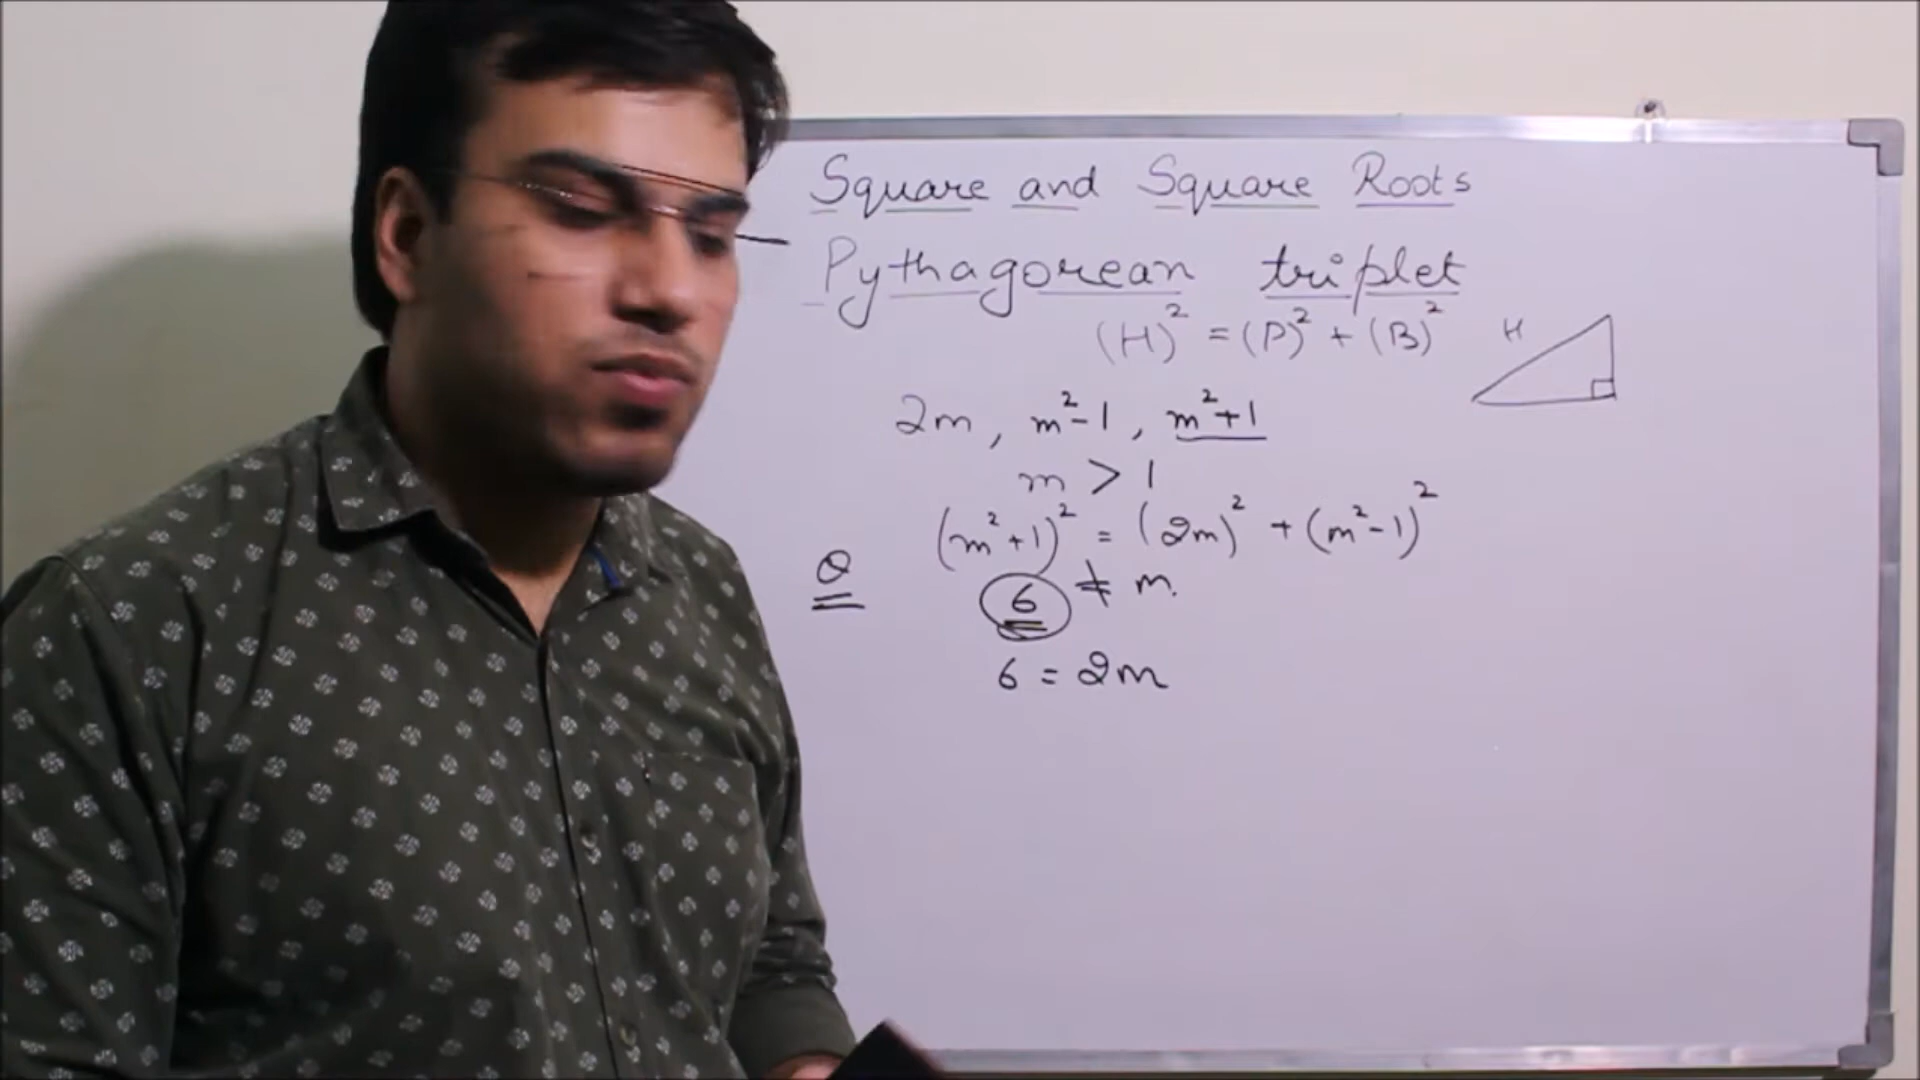 Square and Square Roots
Pythagorean triplet
(H)² = (P)² + (B)²
H
2m, m²-1, m²+1
m > 1
(m²+1)² = (2m)² + (m²-1)²
Q
6 ≠ m.
6 = 2m